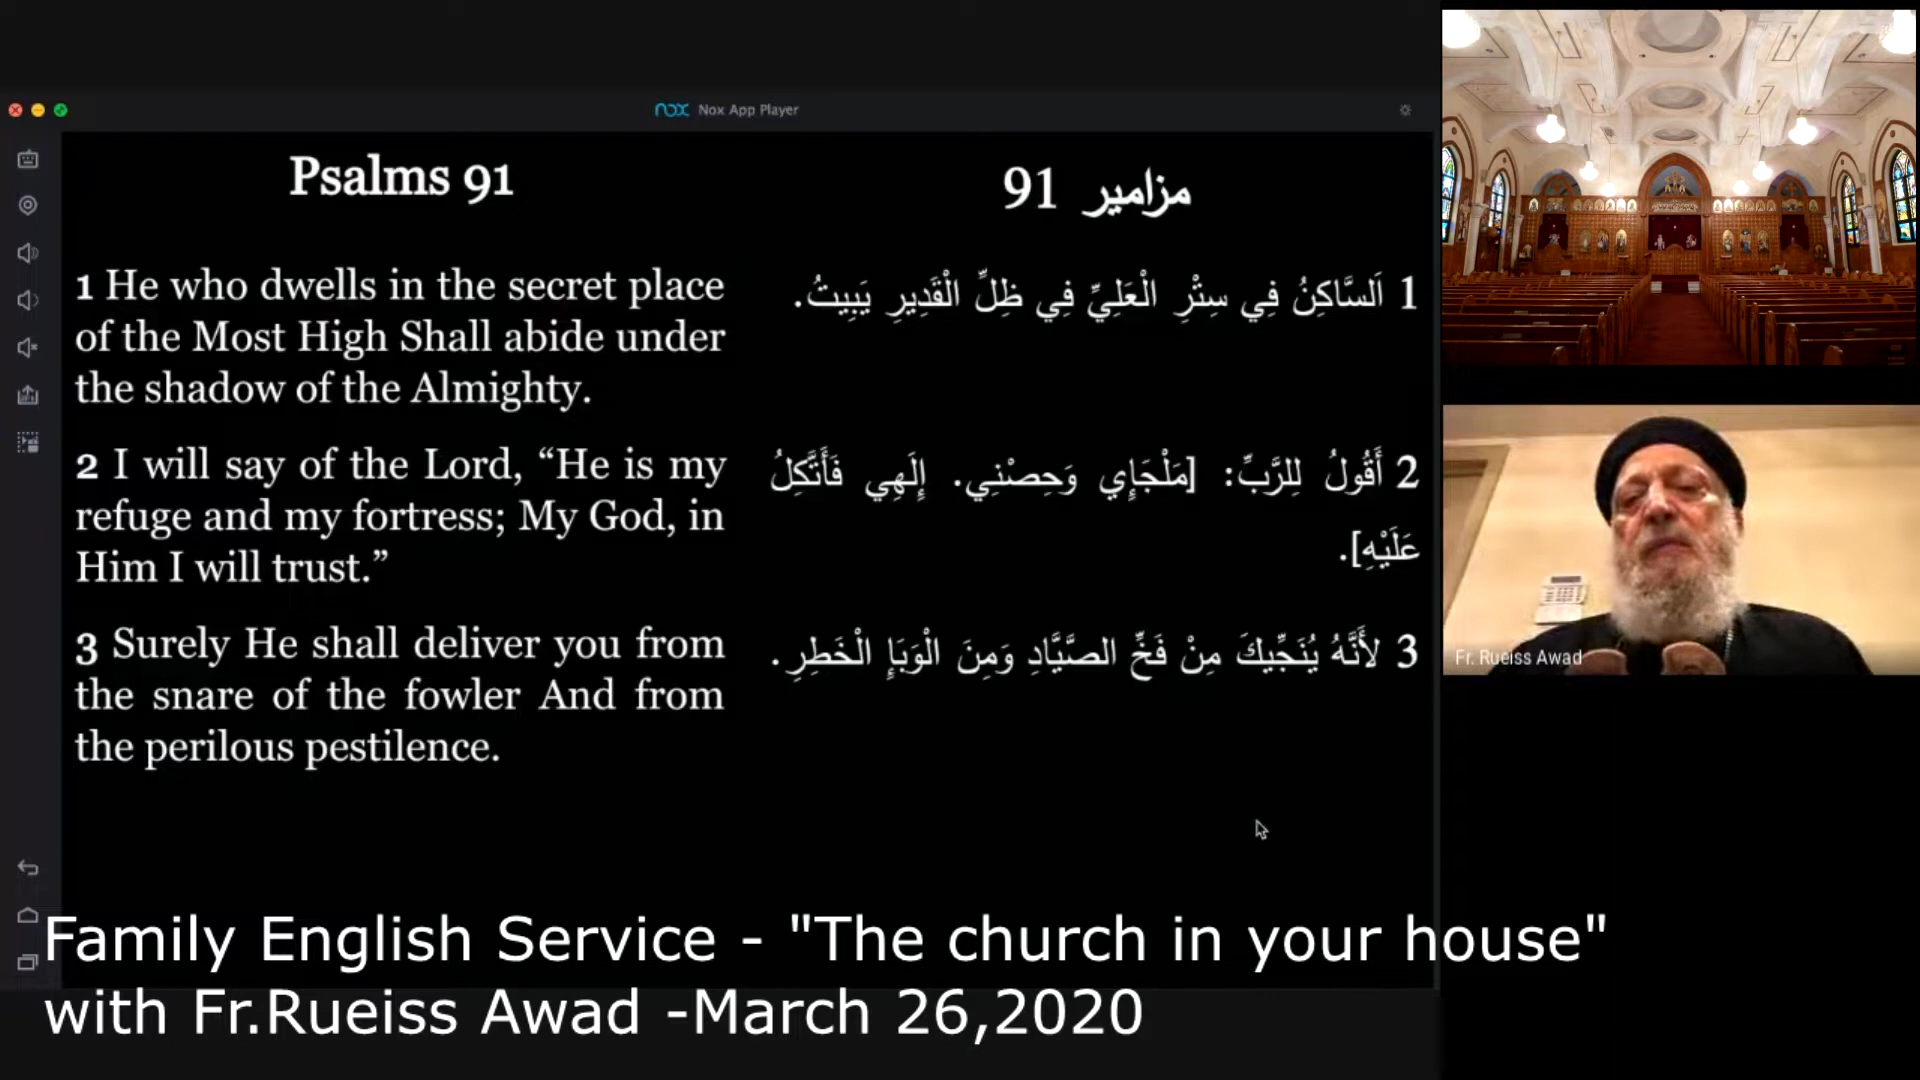 nox Nox App Player
Psalms 91
1 He who dwells in the secret place
of the Most High Shall abide under
the shadow of the Almighty.
2 I will say of the Lord, “He is my
refuge and my fortress; My God, in
Him I will trust.”
3 Surely He shall deliver you from
the snare of the fowler And from
the perilous pestilence.
مزامير 91
1 اَلسَّاكِنُ فِي سِتْرِ الْعَلِيِّ فِي ظِلِّ الْقَدِيرِ يَبِيتُ.
2 أَقُولُ لِلرَّبِّ: [مَلْجَإِي وَحِصْنِي. إِلَهِي فَأَتَّكِلُ
عَلَيْهِ].
3 لأَنَّهُ يُنَجِّيكَ مِنْ فَخِّ الصَّيَّادِ وَمِنَ الْوَبَإِ الْخَطِرِ.
Fr. Rueiss Awad
Family English Service - "The church in your house"
with Fr.Rueiss Awad -March 26,2020